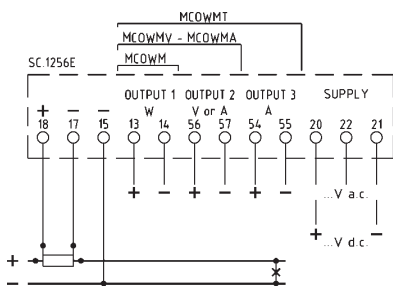 MCOWMT
MCOWMV - MCOWMA
MCOWM
SC.1256E
OUTPUT 1 OUTPUT 2 OUTPUT 3 SUPPLY
W V or A A
+ − −
18 17 15 13 14 56 57 54 55 20 22 21
+ − + − + −
...V a.c.
+ −
...V d.c.
+
−